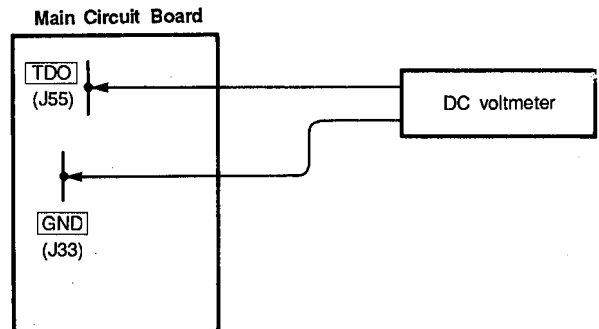 Main Circuit Board
TDO
(J55)
DC voltmeter
GND
(J33)